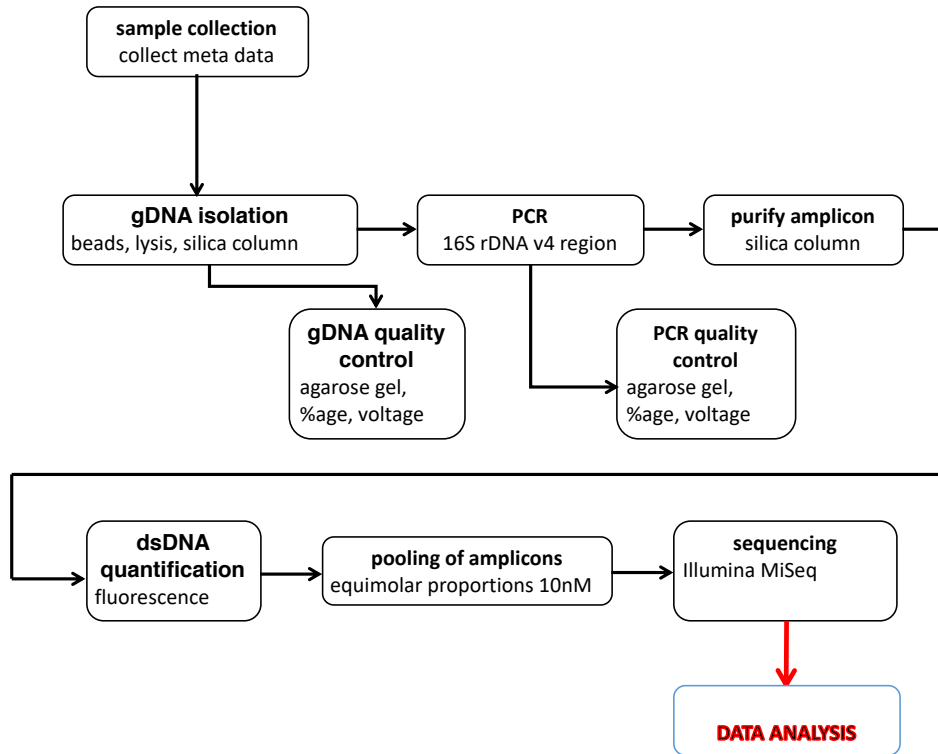 sample collection
collect meta data
gDNA isolation
beads, lysis, silica column
PCR
16S rDNA v4 region
purify amplicon
silica column
gDNA quality
control
agarose gel,
%age, voltage
PCR quality
control
agarose gel,
%age, voltage
dsDNA
quantification
fluorescence
pooling of amplicons
equimolar proportions 10nM
sequencing
Illumina MiSeq
DATA ANALYSIS